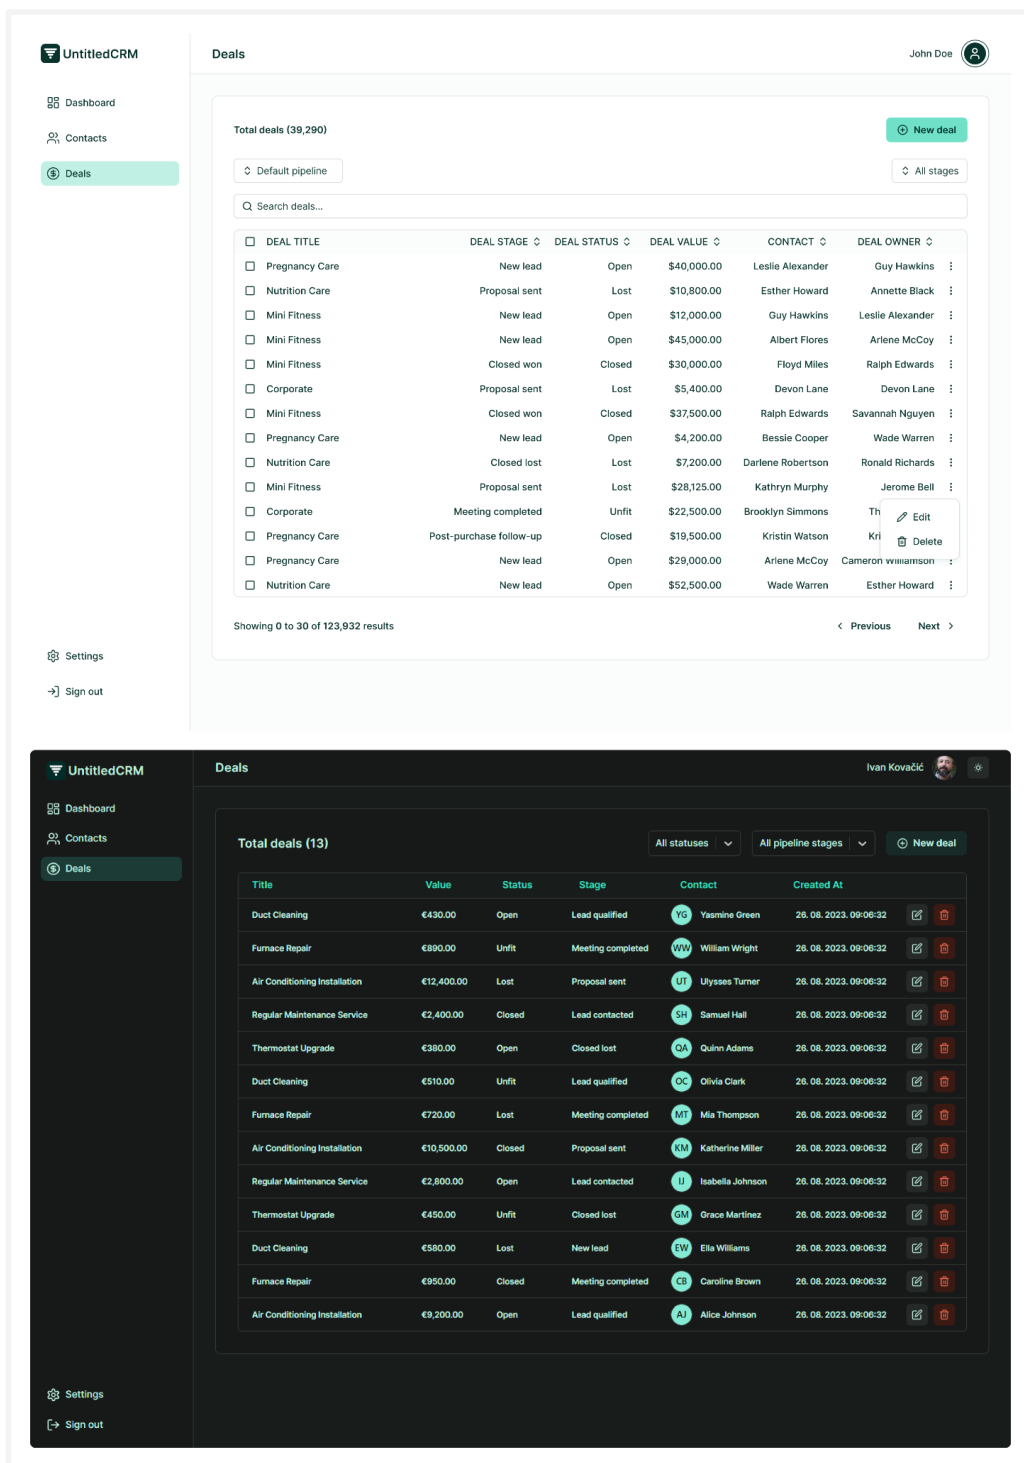 UntitledCRM
Deals
John Doe
Dashboard
Contacts
Deals
Settings
Sign out
Total deals (39,290)
New deal
Default pipeline
All stages
Search deals...
DEAL TITLE DEAL STAGE DEAL STATUS DEAL VALUE CONTACT DEAL OWNER
Pregnancy Care New lead Open $40,000.00 Leslie Alexander Guy Hawkins
Nutrition Care Proposal sent Lost $10,800.00 Esther Howard Annette Black
Mini Fitness New lead Open $12,000.00 Guy Hawkins Leslie Alexander
Mini Fitness New lead Open $45,000.00 Albert Flores Arlene McCoy
Mini Fitness Closed won Closed $30,000.00 Floyd Miles Ralph Edwards
Corporate Proposal sent Lost $5,400.00 Devon Lane Devon Lane
Mini Fitness Closed won Closed $37,500.00 Ralph Edwards Savannah Nguyen
Pregnancy Care New lead Open $4,200.00 Bessie Cooper Wade Warren
Nutrition Care Closed lost Lost $7,200.00 Darlene Robertson Ronald Richards
Mini Fitness Proposal sent Lost $28,125.00 Kathryn Murphy Jerome Bell
Corporate Meeting completed Unfit $22,500.00 Brooklyn Simmons Th
Pregnancy Care Post-purchase follow-up Closed $19,500.00 Kristin Watson Kri
Pregnancy Care New lead Open $29,000.00 Arlene McCoy Cameron Williamson
Nutrition Care New lead Open $52,500.00 Wade Warren Esther Howard
Edit
Delete
Showing 0 to 30 of 123,932 results
Previous Next
UntitledCRM
Deals
Ivan Kovačić
Dashboard
Contacts
Deals
Settings
Sign out
Total deals (13)
All statuses
All pipeline stages
New deal
Title Value Status Stage Contact Created At
Duct Cleaning €430.00 Open Lead qualified YG Yasmine Green 26. 08. 2023. 09:06:32
Furnace Repair €890.00 Unfit Meeting completed WW William Wright 26. 08. 2023. 09:06:32
Air Conditioning Installation €12,400.00 Lost Proposal sent UT Ulysses Turner 26. 08. 2023. 09:06:32
Regular Maintenance Service €2,400.00 Closed Lead contacted SH Samuel Hall 26. 08. 2023. 09:06:32
Thermostat Upgrade €380.00 Open Closed lost QA Quinn Adams 26. 08. 2023. 09:06:32
Duct Cleaning €510.00 Unfit Lead qualified OC Olivia Clark 26. 08. 2023. 09:06:32
Furnace Repair €720.00 Lost Meeting completed MT Mia Thompson 26. 08. 2023. 09:06:32
Air Conditioning Installation €10,500.00 Closed Proposal sent KM Katherine Miller 26. 08. 2023. 09:06:32
Regular Maintenance Service €2,800.00 Open Lead contacted IJ Isabella Johnson 26. 08. 2023. 09:06:32
Thermostat Upgrade €450.00 Unfit Closed lost GM Grace Martinez 26. 08. 2023. 09:06:32
Duct Cleaning €580.00 Lost New lead EW Ella Williams 26. 08. 2023. 09:06:32
Furnace Repair €950.00 Closed Meeting completed CB Caroline Brown 26. 08. 2023. 09:06:32
Air Conditioning Installation €9,200.00 Open Lead qualified AJ Alice Johnson 26. 08. 2023. 09:06:32